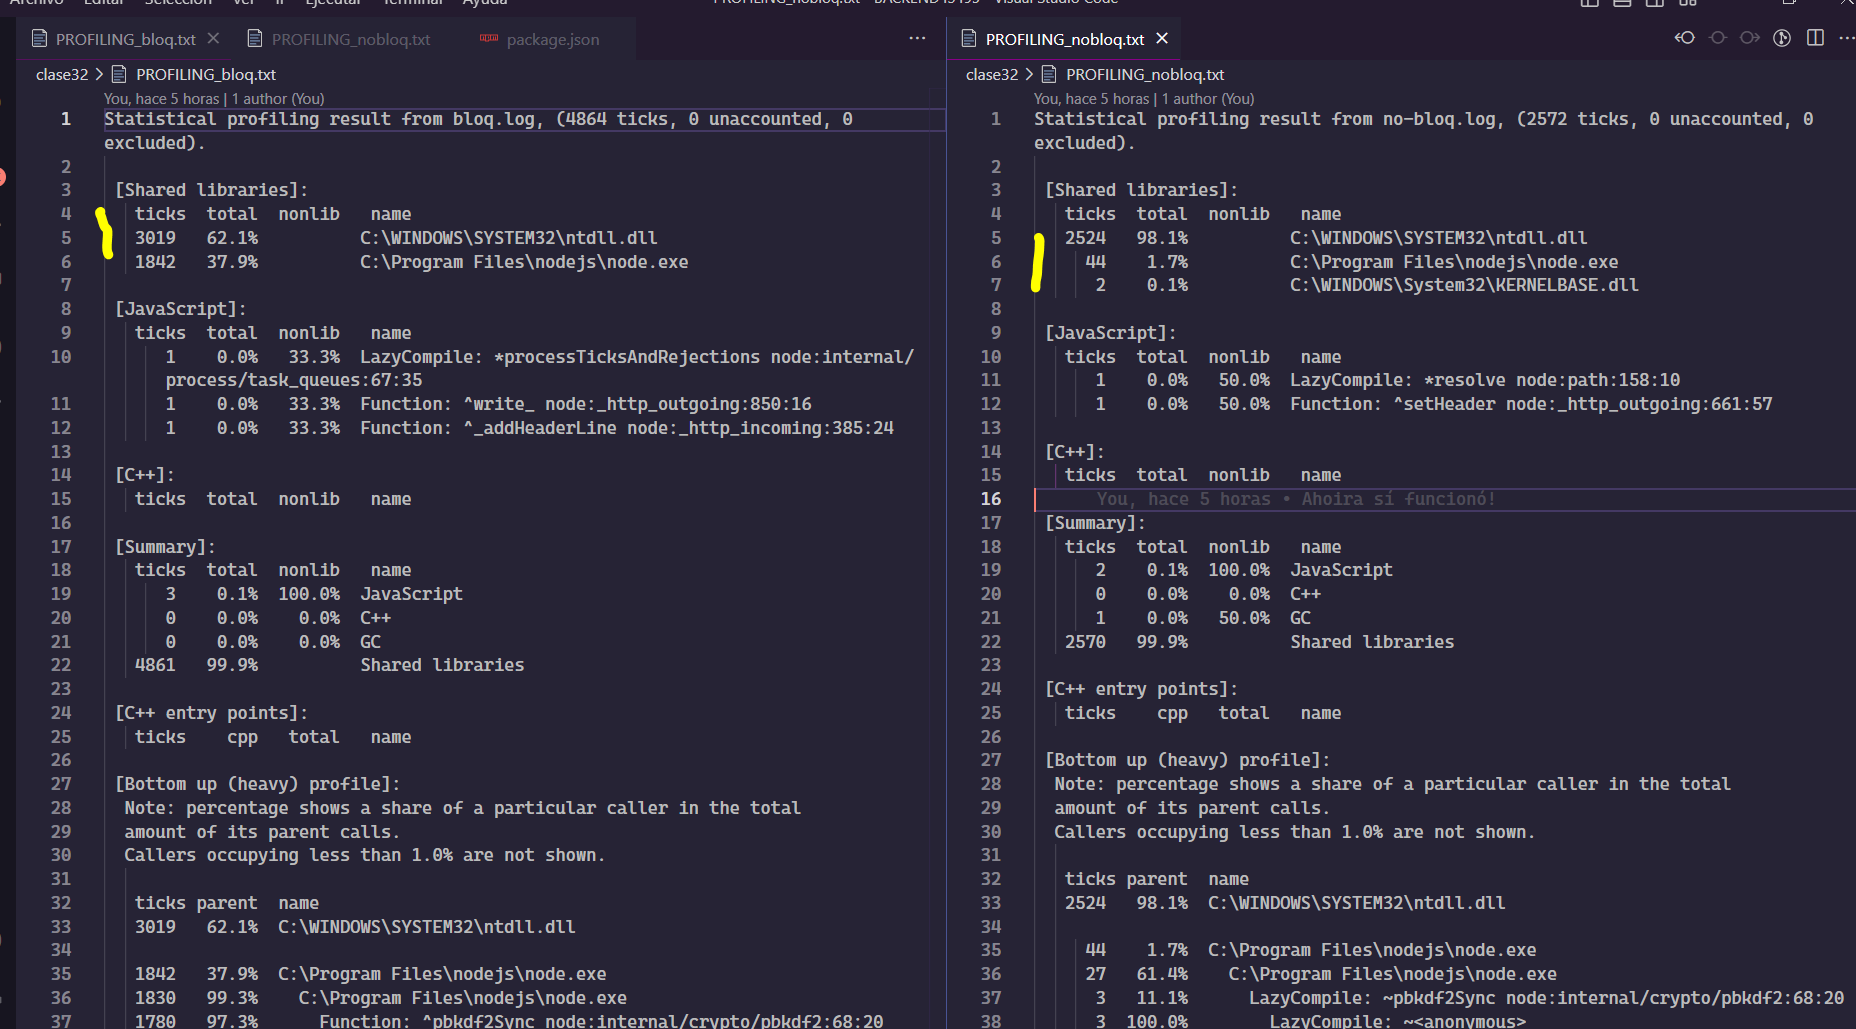 Archivo Editar Selección Ver Ir Ejecutar Terminal Ayuda PROFILING_nobloq.txt - BACKEND - Visual Studio Code
PROFILING_bloq.txt PROFILING_nobloq.txt package.json
clase32 > PROFILING_bloq.txt
You, hace 5 horas | 1 author (You)
1 Statistical profiling result from bloq.log, (4864 ticks, 0 unaccounted, 0
excluded).
2
3 [Shared libraries]:
4 ticks total nonlib name
5 3019 62.1% C:\WINDOWS\SYSTEM32\ntdll.dll
6 1842 37.9% C:\Program Files\nodejs\node.exe
7
8 [JavaScript]:
9 ticks total nonlib name
10 1 0.0% 33.3% LazyCompile: *processTicksAndRejections node:internal/
process/task_queues:67:35
11 1 0.0% 33.3% Function: ^write_ node:_http_outgoing:850:16
12 1 0.0% 33.3% Function: ^_addHeaderLine node:_http_incoming:385:24
13
14 [C++]:
15 ticks total nonlib name
16
17 [Summary]:
18 ticks total nonlib name
19 3 0.1% 100.0% JavaScript
20 0 0.0% 0.0% C++
21 0 0.0% 0.0% GC
22 4861 99.9% Shared libraries
23
24 [C++ entry points]:
25 ticks cpp total name
26
27 [Bottom up (heavy) profile]:
28 Note: percentage shows a share of a particular caller in the total
29 amount of its parent calls.
30 Callers occupying less than 1.0% are not shown.
31
32 ticks parent name
33 3019 62.1% C:\WINDOWS\SYSTEM32\ntdll.dll
34
35 1842 37.9% C:\Program Files\nodejs\node.exe
36 1830 99.3% C:\Program Files\nodejs\node.exe
37 1780 97.3% Function: ^pbkdf2Sync node:internal/crypto/pbkdf2:68:20
PROFILING_nobloq.txt
clase32 > PROFILING_nobloq.txt
You, hace 5 horas | 1 author (You)
1 Statistical profiling result from no-bloq.log, (2572 ticks, 0 unaccounted, 0
excluded).
2
3 [Shared libraries]:
4 ticks total nonlib name
5 2524 98.1% C:\WINDOWS\SYSTEM32\ntdll.dll
6 44 1.7% C:\Program Files\nodejs\node.exe
7 2 0.1% C:\WINDOWS\System32\KERNELBASE.dll
8
9 [JavaScript]:
10 ticks total nonlib name
11 1 0.0% 50.0% LazyCompile: *resolve node:path:158:10
12 1 0.0% 50.0% Function: ^setHeader node:_http_outgoing:661:57
13
14 [C++]:
15 ticks total nonlib name
16 You, hace 5 horas • Ahoira sí funcionó!
17 [Summary]:
18 ticks total nonlib name
19 2 0.1% 100.0% JavaScript
20 0 0.0% 0.0% C++
21 1 0.0% 50.0% GC
22 2570 99.9% Shared libraries
23
24 [C++ entry points]:
25 ticks cpp total name
26
27 [Bottom up (heavy) profile]:
28 Note: percentage shows a share of a particular caller in the total
29 amount of its parent calls.
30 Callers occupying less than 1.0% are not shown.
31
32 ticks parent name
33 2524 98.1% C:\WINDOWS\SYSTEM32\ntdll.dll
34
35 44 1.7% C:\Program Files\nodejs\node.exe
36 27 61.4% C:\Program Files\nodejs\node.exe
37 3 11.1% LazyCompile: ~pbkdf2Sync node:internal/crypto/pbkdf2:68:20
38 3 100.0% LazyCompile: ~<anonymous>